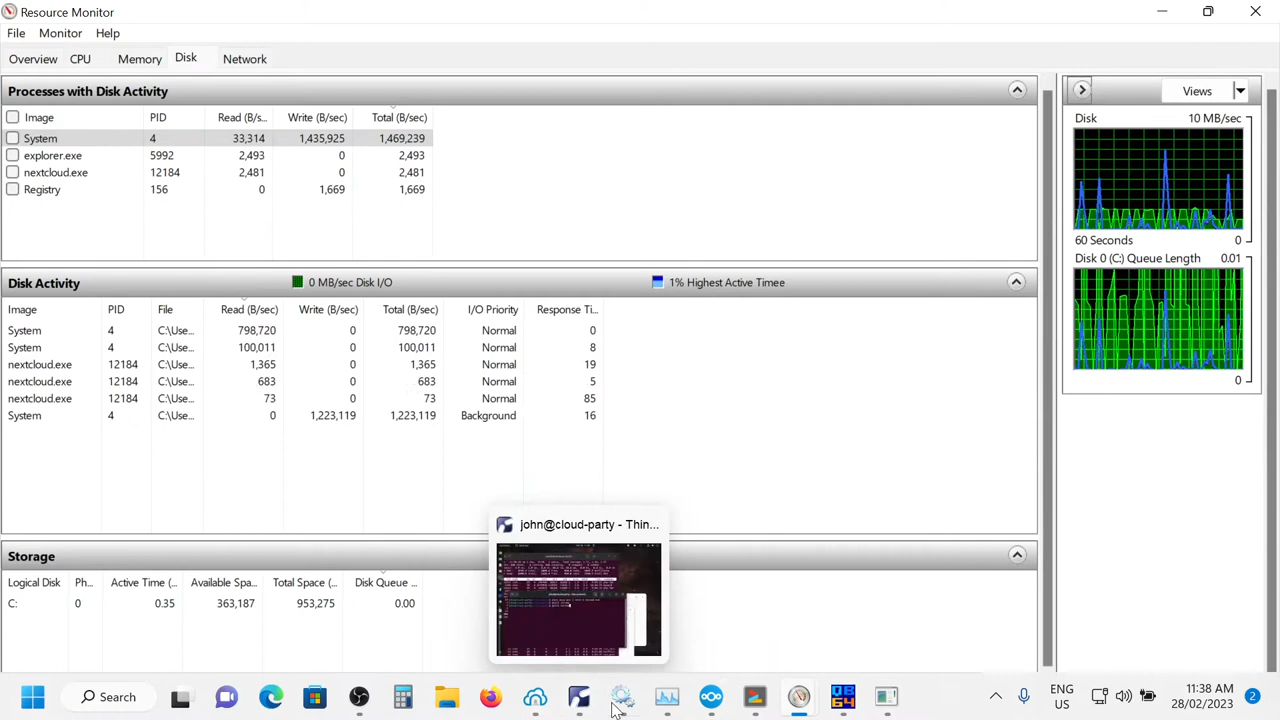 Resource Monitor
File Monitor Help
Overview CPU Memory Disk Network
Processes with Disk Activity
Image PID Read (B/s... Write (B/sec) Total (B/sec)
System 4 33,314 1,435,925 1,469,239
explorer.exe 5992 2,493 0 2,493
nextcloud.exe 12184 2,481 0 2,481
Registry 156 0 1,669 1,669
Disk Activity 0 MB/sec Disk I/O 1% Highest Active Timee
Image PID File Read (B/sec) Write (B/sec) Total (B/sec) I/O Priority Response Ti...
System 4 C:\Use... 798,720 0 798,720 Normal 0
System 4 C:\Use... 100,011 0 100,011 Normal 8
nextcloud.exe 12184 C:\Use... 1,365 0 1,365 Normal 19
nextcloud.exe 12184 C:\Use... 683 0 683 Normal 5
nextcloud.exe 12184 C:\Use... 73 0 73 Normal 85
System 4 C:\Use... 0 1,223,119 1,223,119 Background 16
Storage
Logical Disk Ph... Active Time (... Available Spa... Total Space... Disk Queue ...
C: 0 0.35 363,187 953,275 0.00
Views
Disk 10 MB/sec
60 Seconds 0
Disk 0 (C:) Queue Length 0.01
0
john@cloud-party - Thin...
Search
QB
64
ENG
US
11:38 AM
28/02/2023
2